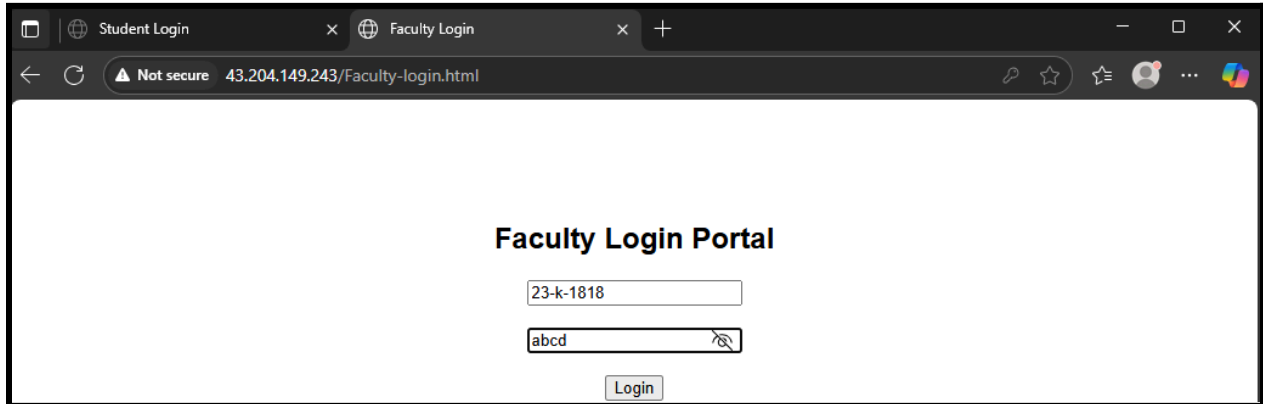 Student Login
Faculty Login
Not secure 43.204.149.243/Faculty-login.html
Faculty Login Portal
23-k-1818
abcd
Login